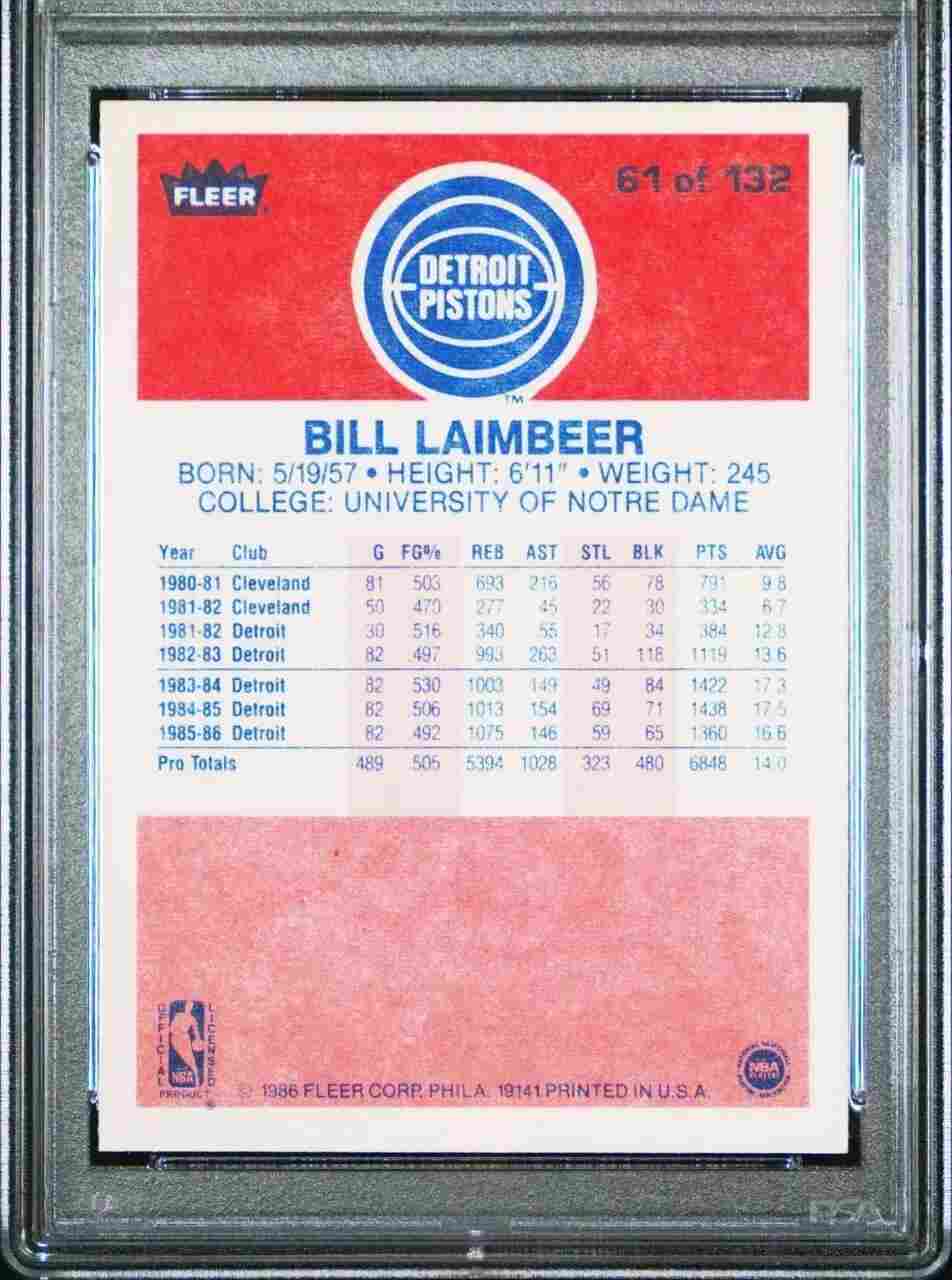 FLEER
61 of 132
DETROIT
PISTONS
TM
BILL LAIMBEER
BORN: 5/19/57 • HEIGHT: 6'11" • WEIGHT: 245
COLLEGE: UNIVERSITY OF NOTRE DAME
Year Club G FG% REB AST STL BLK PTS AVG
1980-81 Cleveland 81 .503 693 216 56 78 791 9.8
1981-82 Cleveland 50 .470 277 45 22 30 334 6.7
1981-82 Detroit 30 .516 340 55 17 34 384 12.8
1982-83 Detroit 82 .497 993 263 51 118 1119 13.6
1983-84 Detroit 82 .530 1003 149 49 84 1422 17.3
1984-85 Detroit 82 .506 1013 154 69 71 1438 17.5
1985-86 Detroit 82 .492 1075 146 59 65 1360 16.6
Pro Totals 489 .505 5394 1028 323 480 6848 14.0
OFFICIAL
LICENSED
NBA
PRODUCT
NBA
PLAYERS
© 1986 FLEER CORP. PHILA. 19141 PRINTED IN U.S.A.
PSA